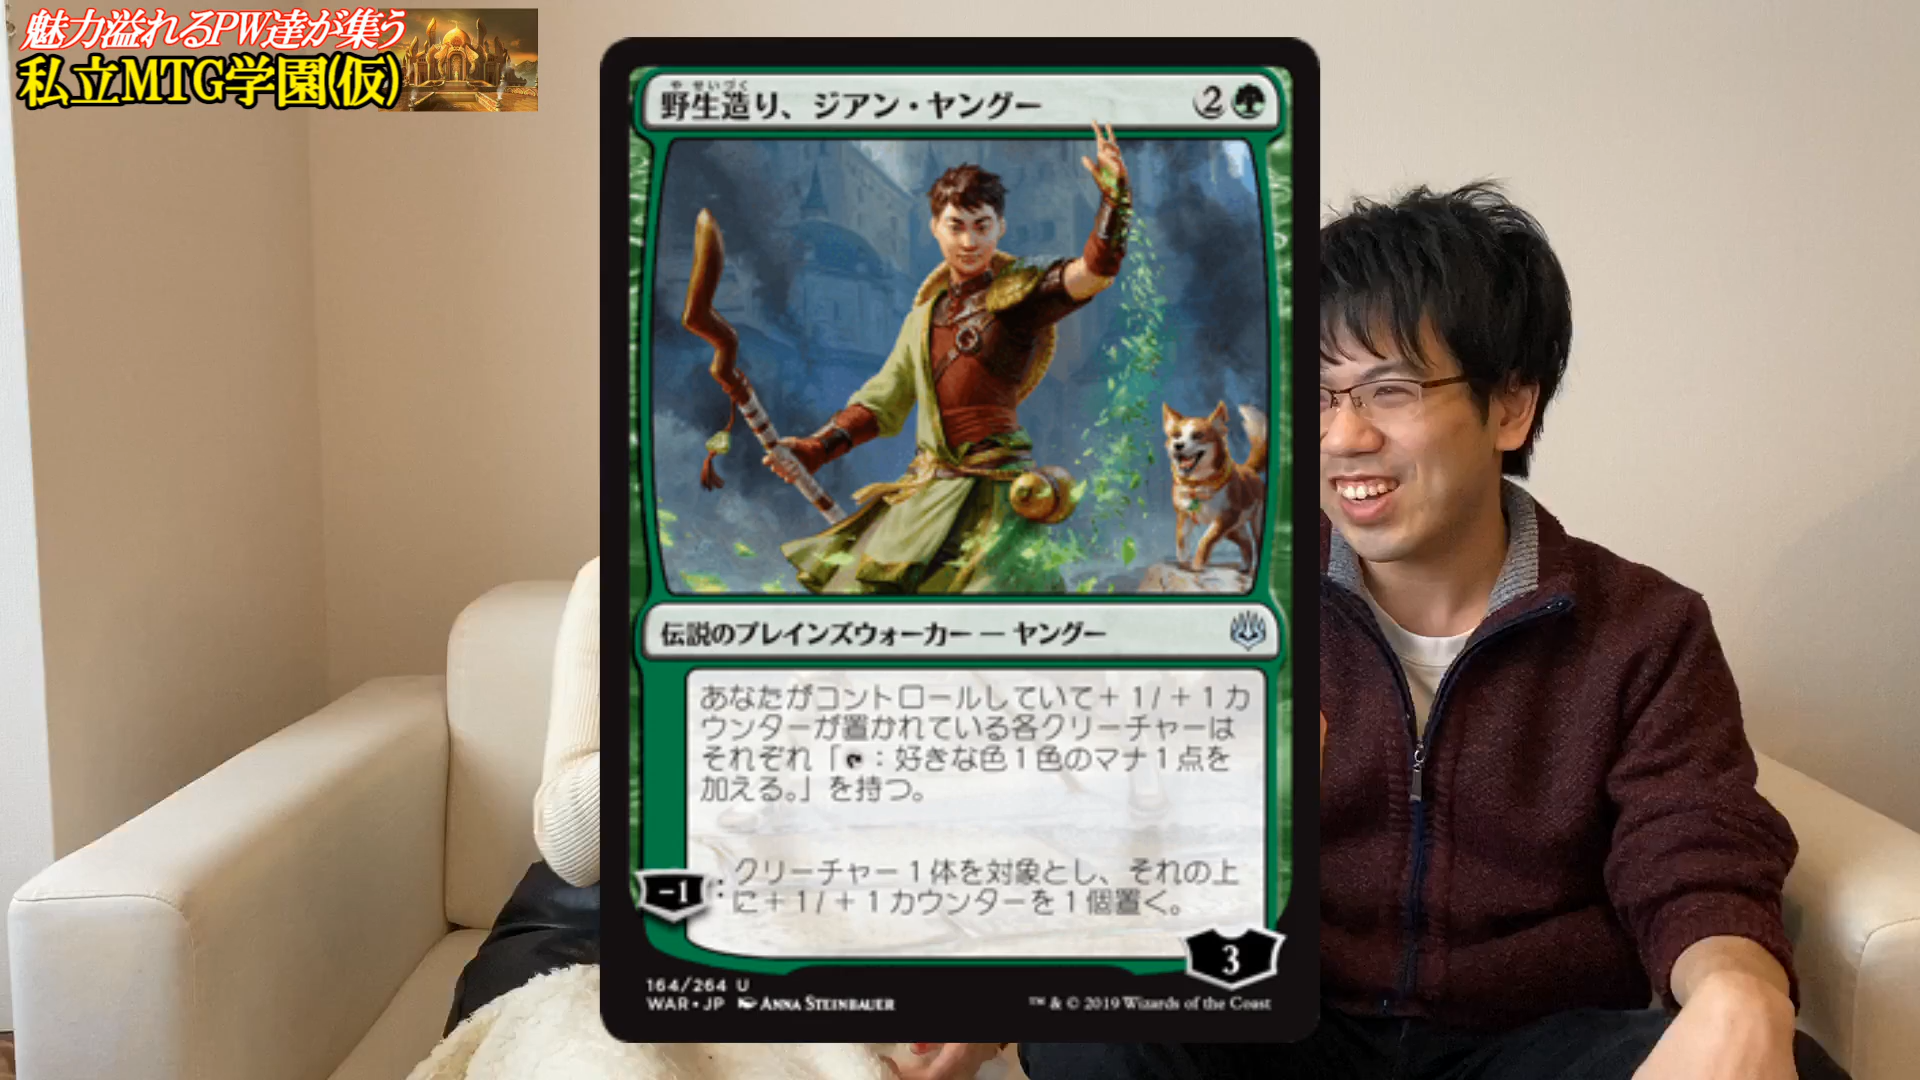 魅力溢れるPW達が集う
私立MTG学園(仮)
やせいづく
野生造り、ジアン・ヤングー
2
伝説のプレインズウォーカー — ヤングー
あなたがコントロールしていて+1/+1カ
ウンターが置かれている各クリーチャーは
それぞれ「：好きな色1色のマナ1点を
加える。」を持つ。
-1：クリーチャー1体を対象とし、それの上
に+1/+1カウンターを1個置く。
3
164/264 U
WAR • JP Anna Steinbauer
™ & © 2019 Wizards of the Coast